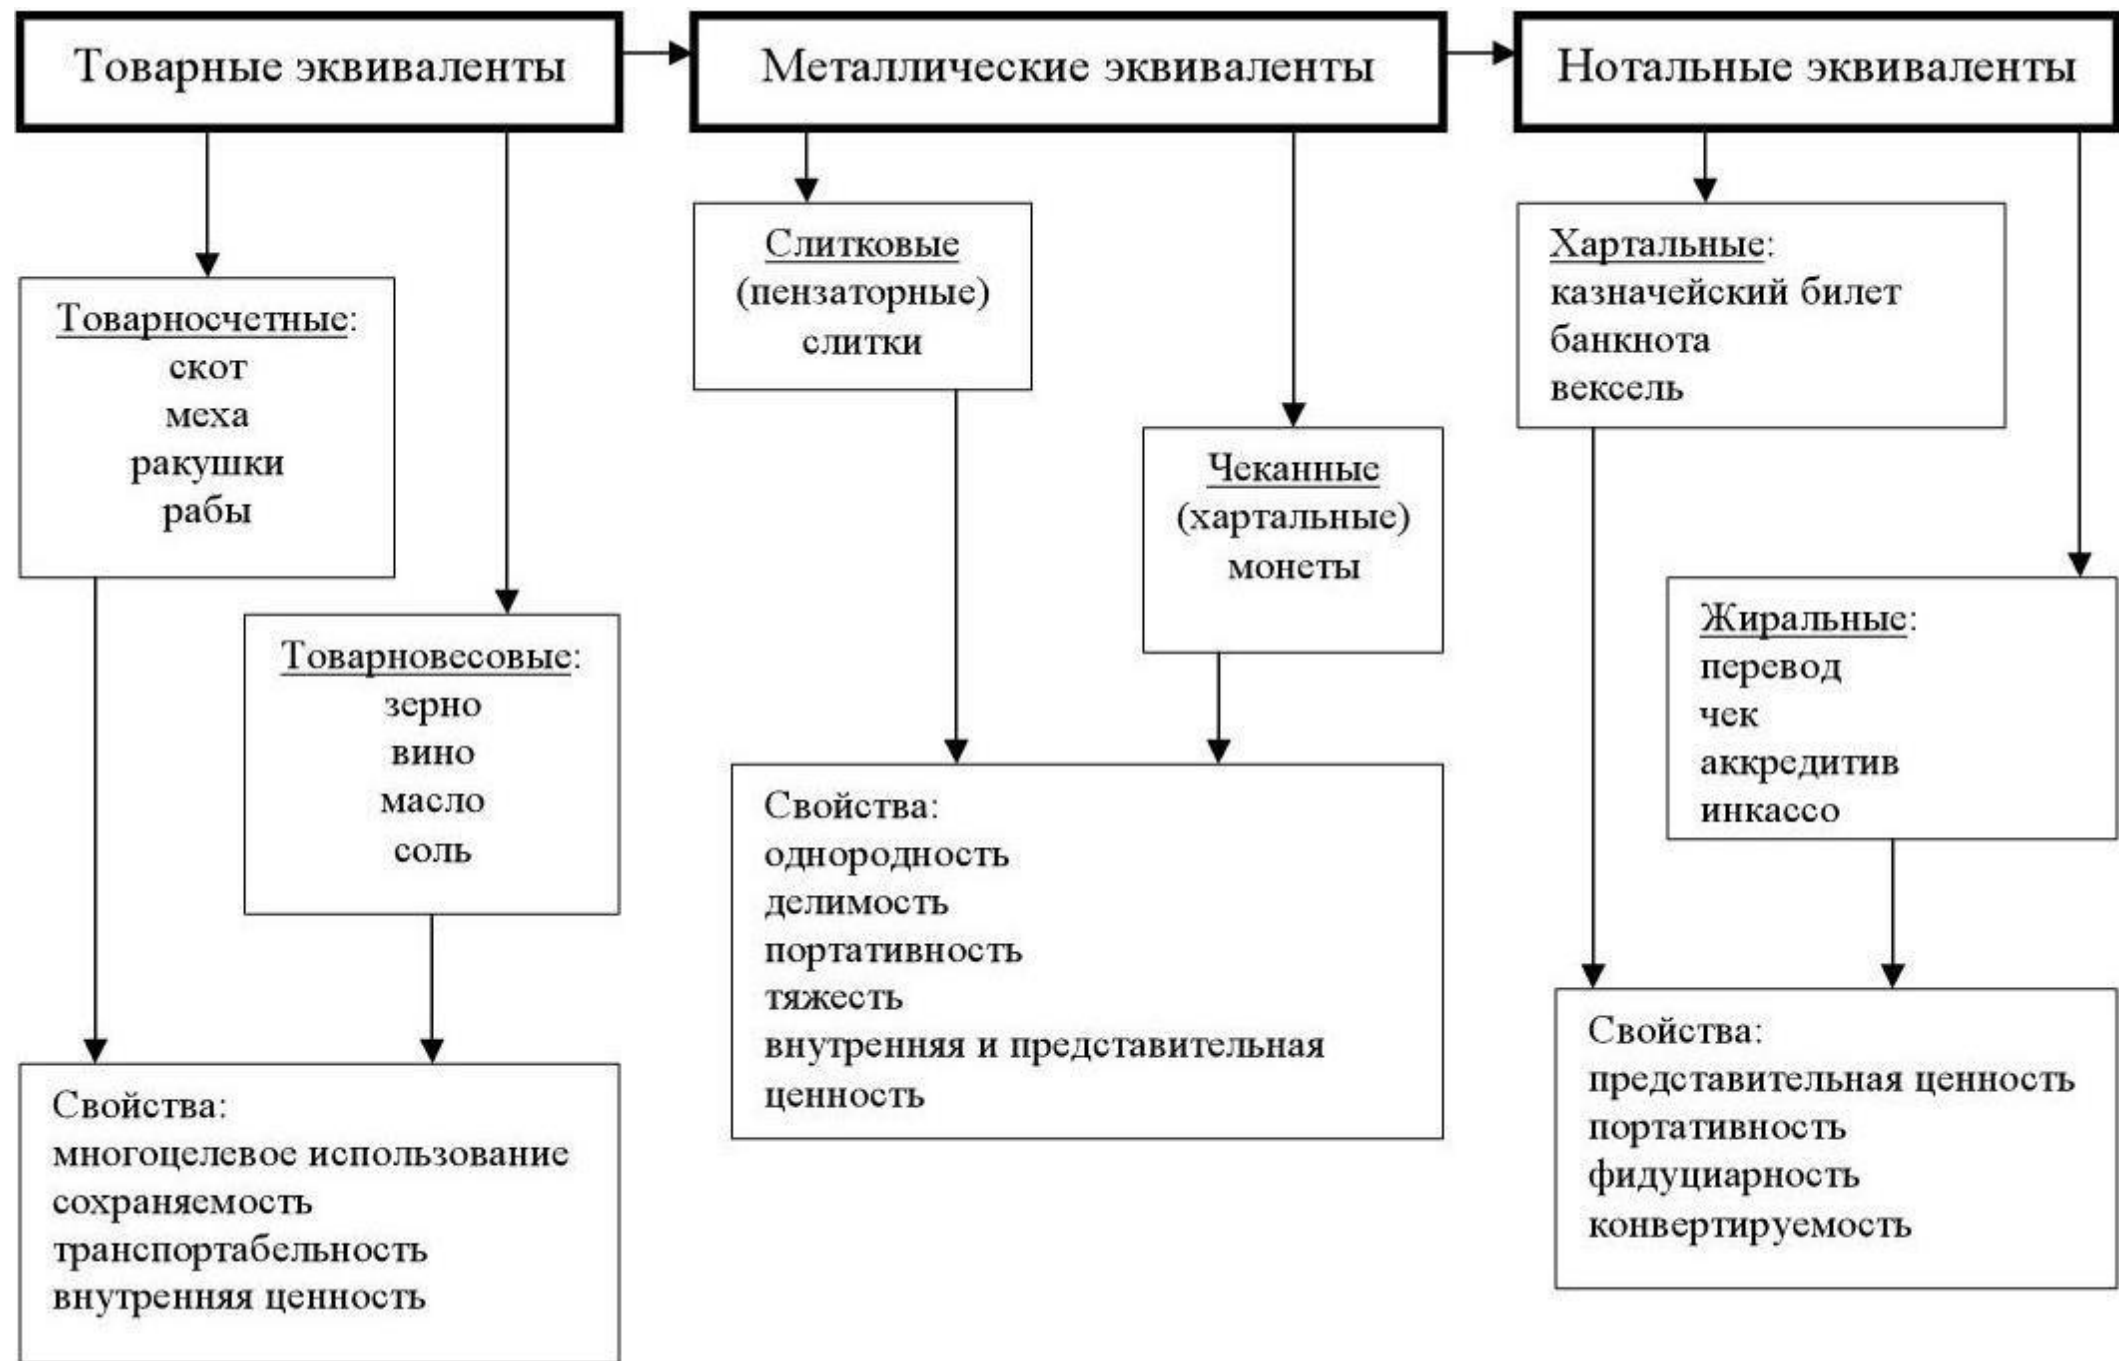 Товарные эквиваленты
Металлические эквиваленты
Нотальные эквиваленты
Товарносчетные:
скот
меха
ракушки
рабы
Товарновесовые:
зерно
вино
масло
соль
Свойства:
многоцелевое использование
сохраняемость
транспортабельность
внутренняя ценность
Слитковые
(пензаторные)
слитки
Чеканные
(хартальные)
монеты
Свойства:
однородность
делимость
портативность
тяжесть
внутренняя и представительная
ценность
Хартальные:
казначейский билет
банкнота
вексель
Жиральные:
перевод
чек
аккредитив
инкассо
Свойства:
представительная ценность
портативность
фидуциарность
конвертируемость